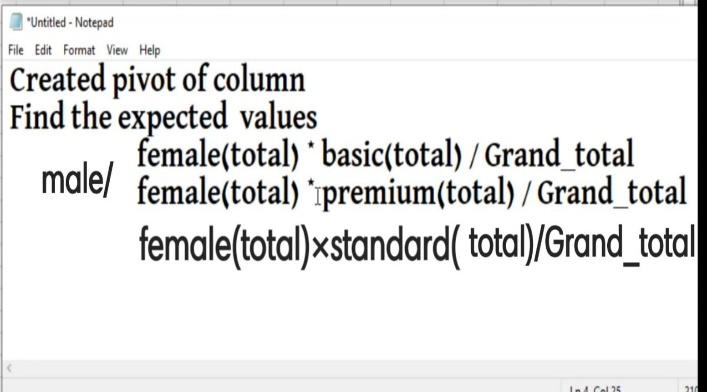 *Untitled - Notepad
File Edit Format View Help
Created pivot of column
Find the expected values
female(total) * basic(total) / Grand_total
male/
female(total) * premium(total) / Grand_total
female(total)×standard( total)/Grand_total
Ln 4, Col 25